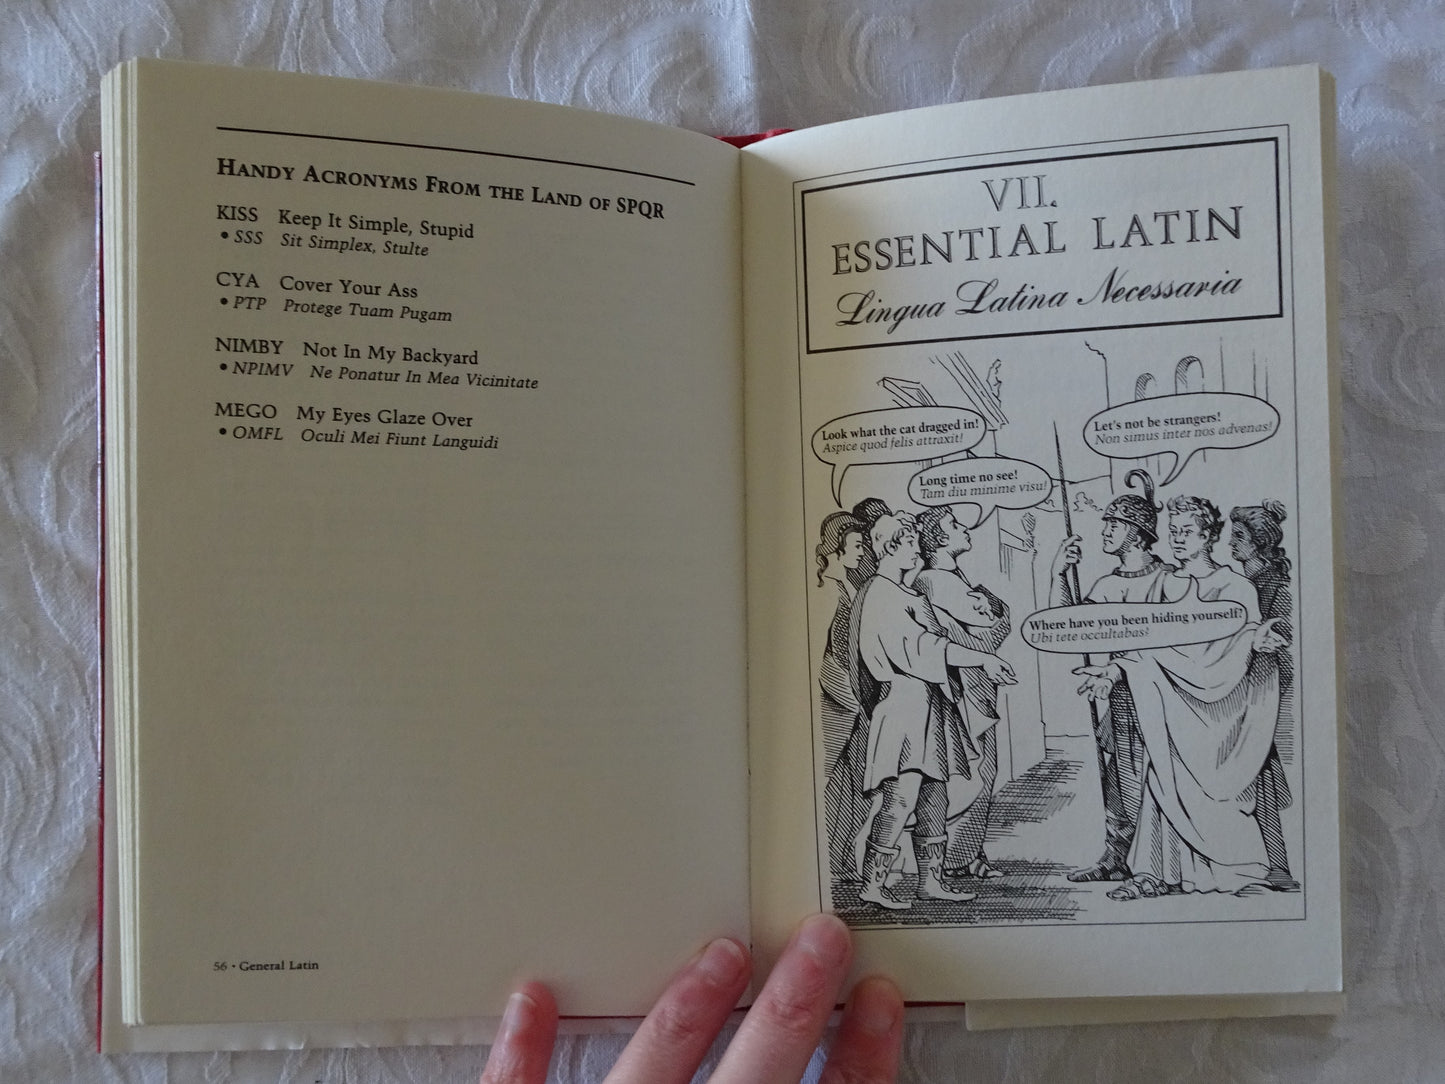 HANDY ACRONYMS FROM THE LAND OF SPQR
KISS Keep It Simple, Stupid
• SSS Sit Simplex, Stulte
CYA Cover Your Ass
• PTP Protege Tuam Pugam
NIMBY Not In My Backyard
• NPIMV Ne Ponatur In Mea Vicinitate
MEGO My Eyes Glaze Over
• OMFL Oculi Mei Fiunt Languidi
56 • General Latin
VII.
ESSENTIAL LATIN
Lingua Latina Necessaria
Look what the cat dragged in!
Aspice quod felis attraxit!
Let's not be strangers!
Non simus inter nos advenas!
Long time no see!
Tam diu minime visu!
Where have you been hiding yourself?
Ubi tete occultabas?